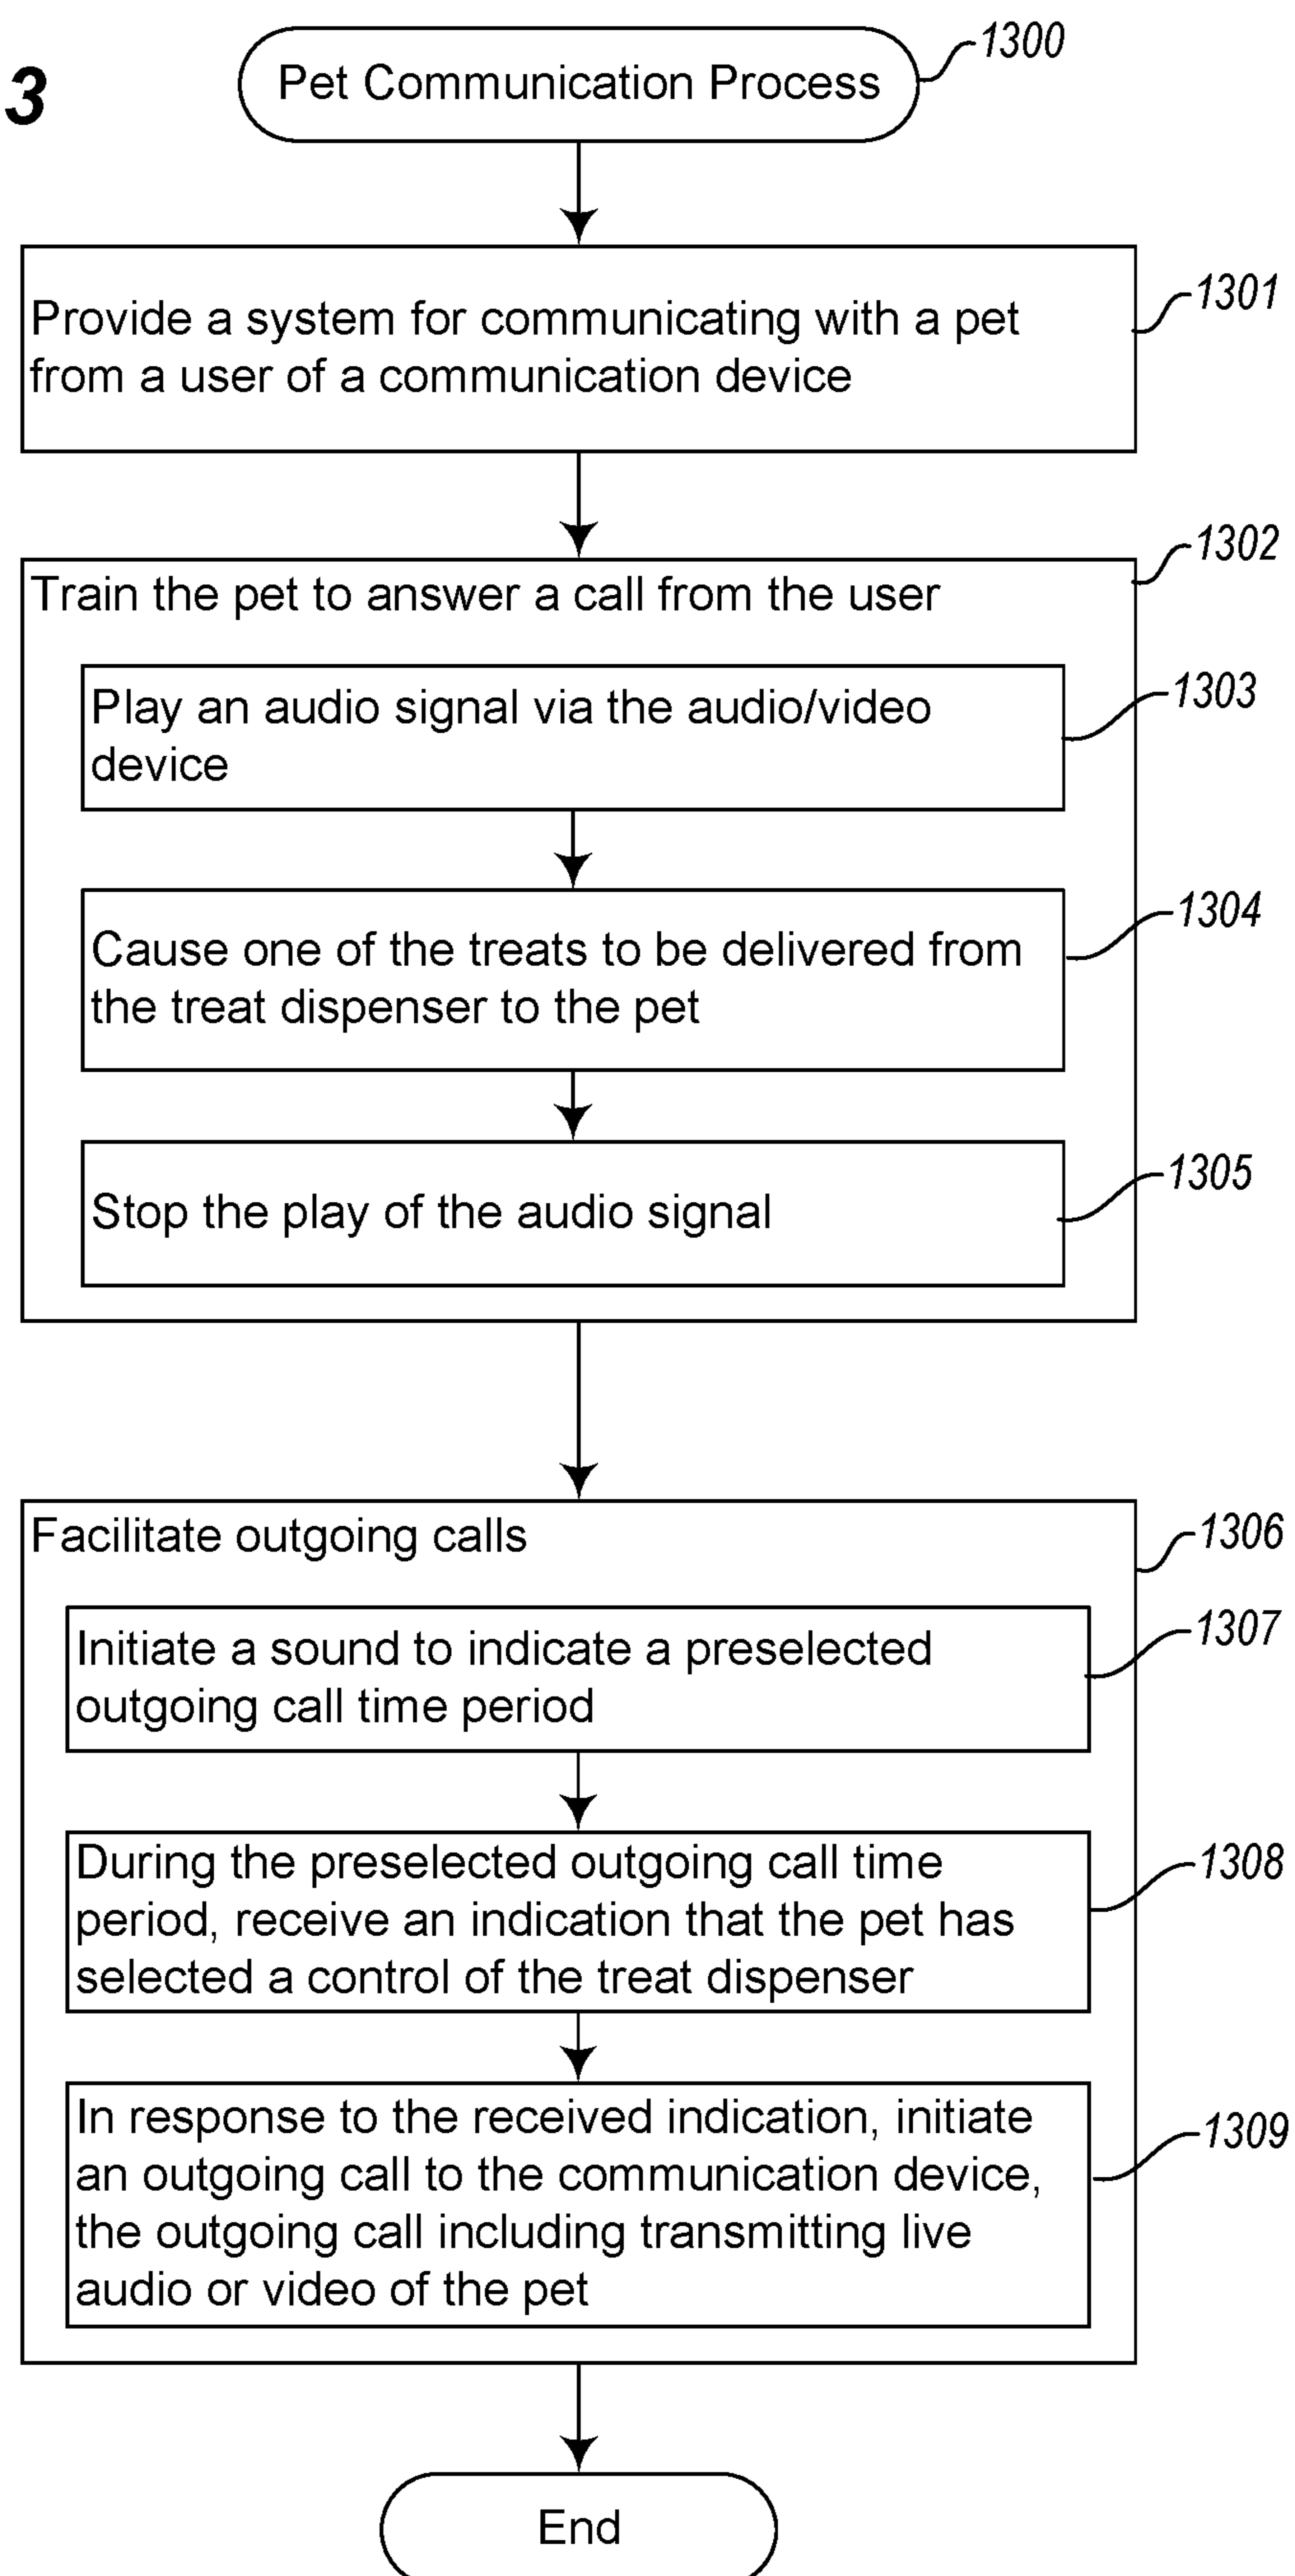 3
Pet Communication Process
1300
Provide a system for communicating with a pet
from a user of a communication device
1301
Train the pet to answer a call from the user
1302
Play an audio signal via the audio/video
device
1303
Cause one of the treats to be delivered from
the treat dispenser to the pet
1304
Stop the play of the audio signal
1305
Facilitate outgoing calls
1306
Initiate a sound to indicate a preselected
outgoing call time period
1307
During the preselected outgoing call time
period, receive an indication that the pet has
selected a control of the treat dispenser
1308
In response to the received indication, initiate
an outgoing call to the communication device,
the outgoing call including transmitting live
audio or video of the pet
1309
End